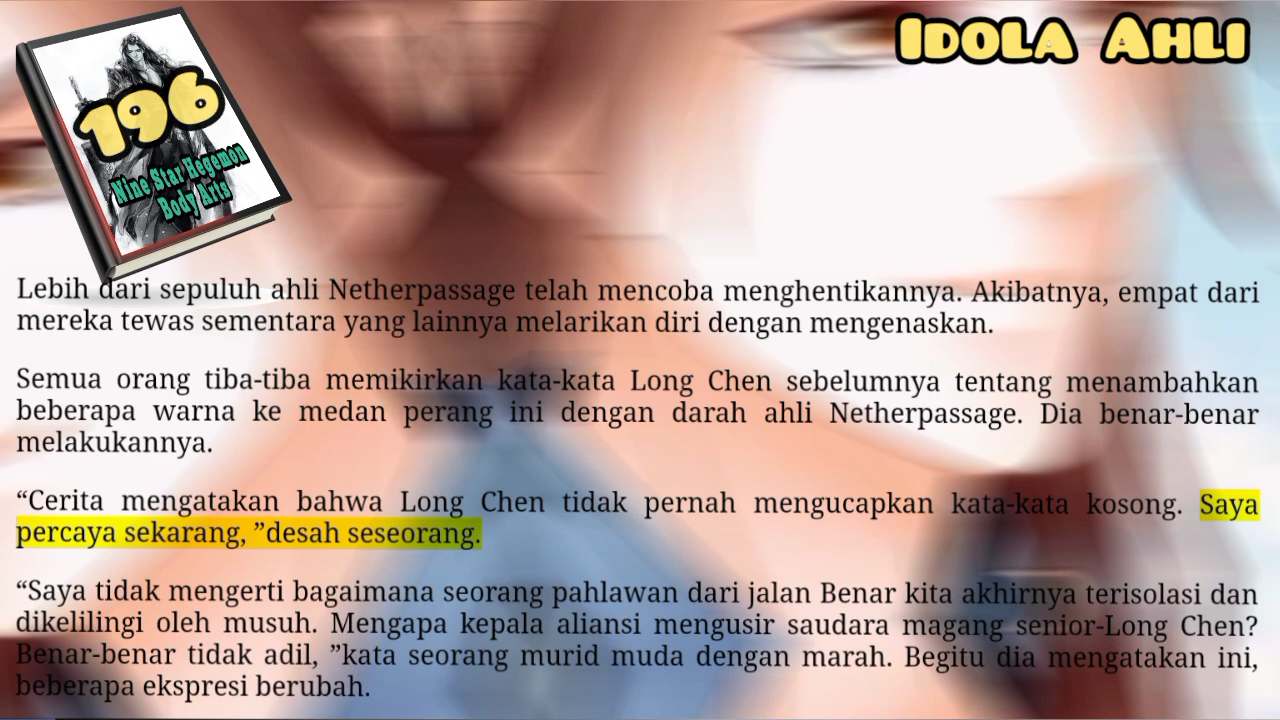 Idola Ahli
196
Nine Star Hegemon
Body Arts
Lebih dari sepuluh ahli Netherpassage telah mencoba menghentikannya. Akibatnya, empat dari
mereka tewas sementara yang lainnya melarikan diri dengan mengenaskan.
Semua orang tiba-tiba memikirkan kata-kata Long Chen sebelumnya tentang menambahkan
beberapa warna ke medan perang ini dengan darah ahli Netherpassage. Dia benar-benar
melakukannya.
“Cerita mengatakan bahwa Long Chen tidak pernah mengucapkan kata-kata kosong. Saya
percaya sekarang, ”desah seseorang.
“Saya tidak mengerti bagaimana seorang pahlawan dari jalan Benar kita akhirnya terisolasi dan
dikelilingi oleh musuh. Mengapa kepala aliansi mengusir saudara magang senior-Long Chen?
Benar-benar tidak adil, ”kata seorang murid muda dengan marah. Begitu dia mengatakan ini,
beberapa ekspresi berubah.